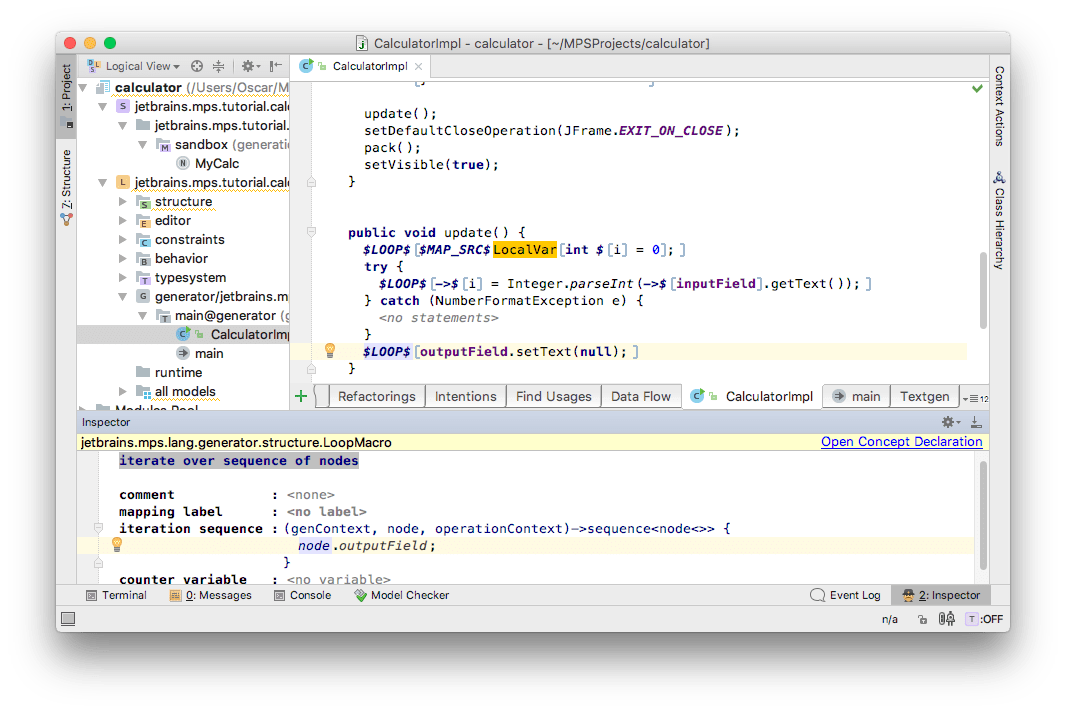 CalculatorImpl - calculator - [~/MPSProjects/calculator]
1: Project
Z: Structure
Logical View
calculator (/Users/Oscar/M
S jetbrains.mps.tutorial.cal
jetbrains.mps.tutorial.
M sandbox (generati
N MyCalc
L jetbrains.mps.tutorial.cal
S structure
E editor
C constraints
B behavior
T typesystem
G generator/jetbrains.m
T main@generator (g
C CalculatorImp
main
runtime
all models
Modules Pool
C CalculatorImpl
update();
setDefaultCloseOperation(JFrame.EXIT_ON_CLOSE);
pack();
setVisible(true);
}
public void update() {
$LOOP$[$MAP_SRC$LocalVar[int $[i] = 0];]
try {
$LOOP$[->$[i] = Integer.parseInt(->$[inputField].getText());]
} catch (NumberFormatException e) {
<no statements>
}
$LOOP$[outputField.setText(null);]
}
Context Actions
Class Hierarchy
Refactorings
Intentions
Find Usages
Data Flow
C CalculatorImpl
main
Textgen
12
Inspector
jetbrains.mps.lang.generator.structure.LoopMacro
Open Concept Declaration
iterate over sequence of nodes
comment : <none>
mapping label : <no label>
iteration sequence : (genContext, node, operationContext)->sequence<node<>> {
node.outputField;
}
counter variable : <no variable>
Terminal
0: Messages
Console
Model Checker
Event Log
2: Inspector
n/a
T :OFF